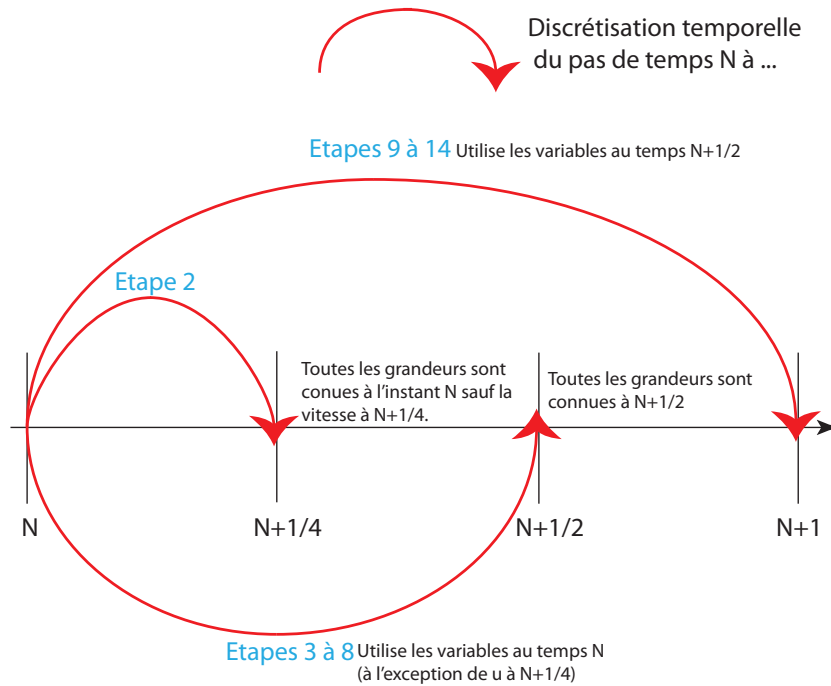 Discrétisation temporelle
du pas de temps N à ...
Etapes 9 à 14 Utilise les variables au temps N+1/2
Etape 2
Toutes les grandeurs sont
conues à l'instant N sauf la
vitesse à N+1/4.
Toutes les grandeurs sont
connues à N+1/2
N
N+1/4
N+1/2
N+1
Etapes 3 à 8 Utilise les variables au temps N
(à l'exception de u à N+1/4)